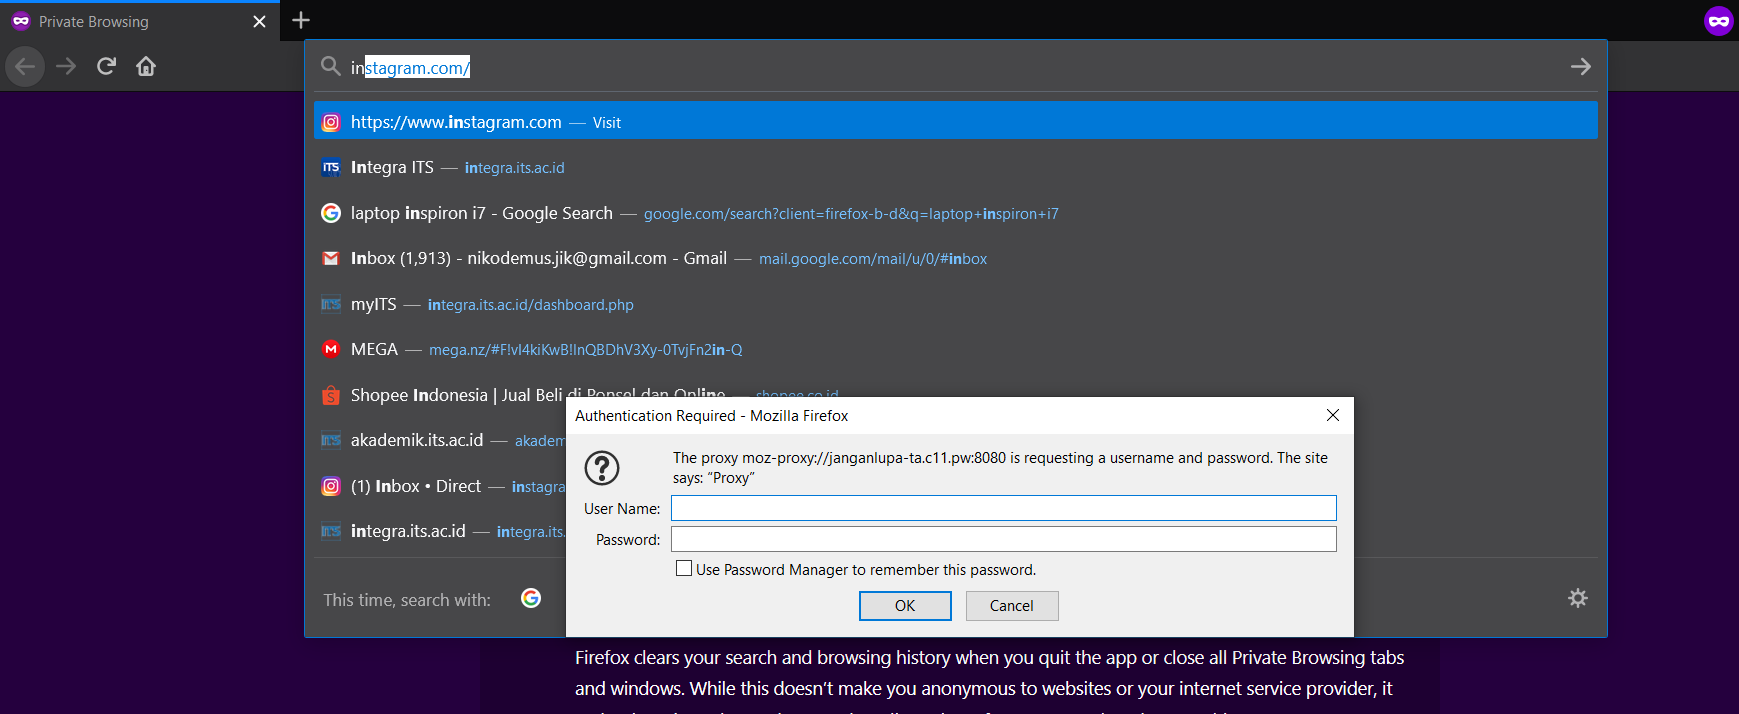 Private Browsing
instagram.com/
https://www.instagram.com — Visit
Integra ITS — integra.its.ac.id
laptop inspiron i7 - Google Search — google.com/search?client=firefox-b-d&q=laptop+inspiron+i7
Inbox (1,913) - nikodemus.jik@gmail.com - Gmail — mail.google.com/mail/u/0/#inbox
myITS — integra.its.ac.id/dashboard.php
MEGA — mega.nz/#F!vI4kiKwB!InQBDhV3Xy-0TvjFn2in-Q
Shopee Indonesia | Jual Beli di Ponsel dan Online — shopee.co.id
akademik.its.ac.id — akadem
(1) Inbox • Direct — instagra
integra.its.ac.id — integra.its.
This time, search with:
Authentication Required - Mozilla Firefox
The proxy moz-proxy://janganlupa-ta.c11.pw:8080 is requesting a username and password. The site
says: “Proxy”
User Name:
Password:
Use Password Manager to remember this password.
OK
Cancel
Firefox clears your search and browsing history when you quit the app or close all Private Browsing tabs
and windows. While this doesn’t make you anonymous to websites or your internet service provider, it